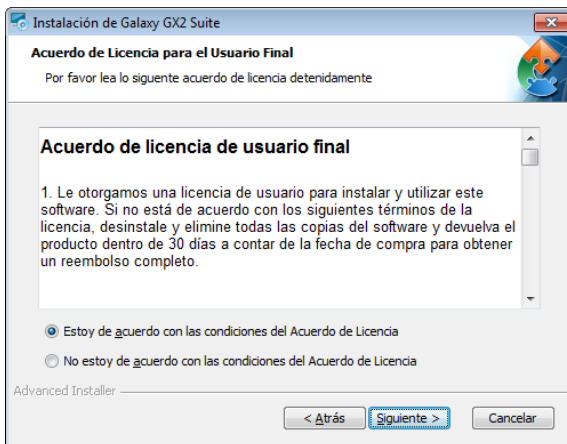 Instalación de Galaxy GX2 Suite
Acuerdo de Licencia para el Usuario Final
Por favor lea lo siguente acuerdo de licencia detenidamente
Acuerdo de licencia de usuario final
1. Le otorgamos una licencia de usuario para instalar y utilizar este
software. Si no está de acuerdo con los siguientes términos de la
licencia, desinstale y elimine todas las copias del software y devuelva el
producto dentro de 30 días a contar de la fecha de compra para obtener
un reembolso completo.
Estoy de acuerdo con las condiciones del Acuerdo de Licencia
No estoy de acuerdo con las condiciones del Acuerdo de Licencia
Advanced Installer
< Atrás Siguiente > Cancelar